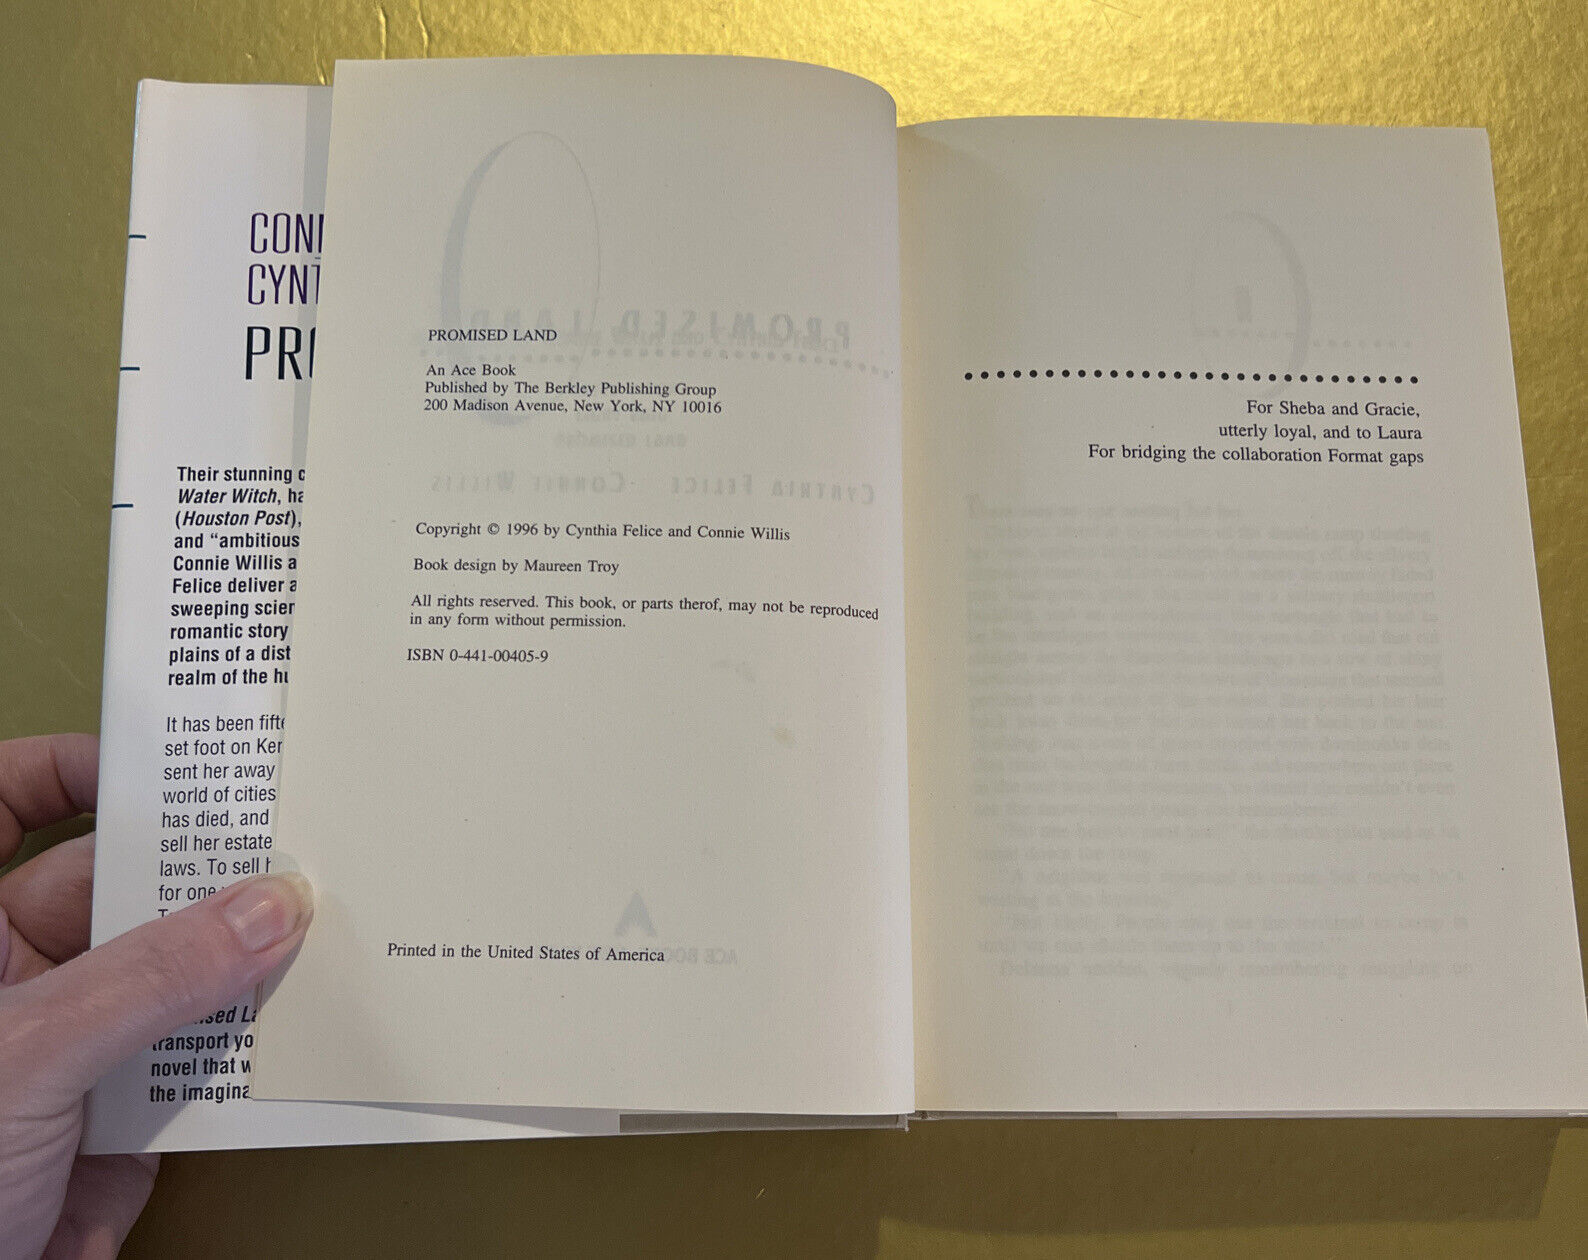 CONN
CYNT
PRO
Their stunning c
Water Witch, ha
(Houston Post),
and "ambitious
Connie Willis a
Felice deliver a
sweeping scien
romantic story
plains of a dist
realm of the hu
It has been fifte
set foot on Ker
sent her away
world of cities
has died, and
sell her estate
laws. To sell h
for one
ised La
transport yo
novel that w
the imagina
PROMISED LAND
An Ace Book
Published by The Berkley Publishing Group
200 Madison Avenue, New York, NY 10016
Copyright © 1996 by Cynthia Felice and Connie Willis
Book design by Maureen Troy
All rights reserved. This book, or parts therof, may not be reproduced
in any form without permission.
ISBN 0-441-00405-9
Printed in the United States of America
For Sheba and Gracie,
utterly loyal, and to Laura
For bridging the collaboration Format gaps